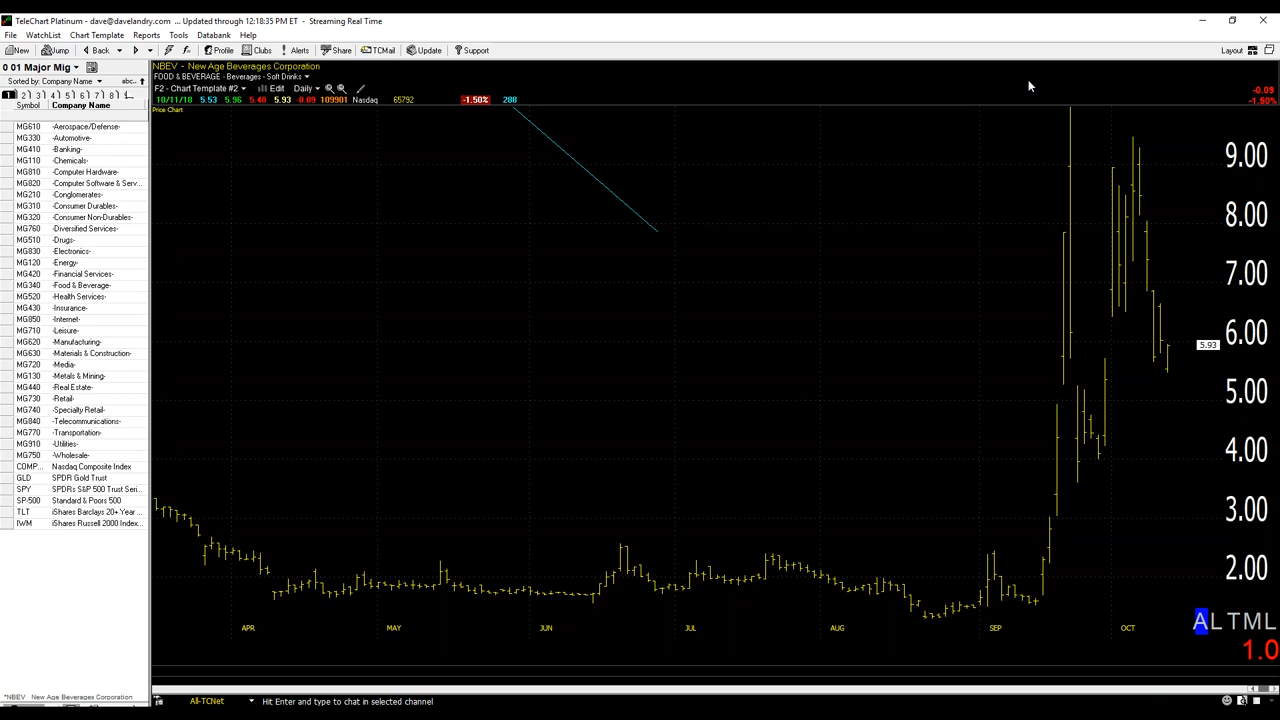 TeleChart Platinum - dave@davelandry.com ... Updated through 12:18:35 PM ET - Streaming Real Time
File WatchList Chart Templates Tools Databank Help
New Jump Back Profile Clubs Alerts Share TCMail Update Support Layout
0 01 Major Mig
Sorted by: Company Name abc..
1 2 3 4 5 6 7 8
Symbol Company Name
MG610 -Aerospace/Defense-
MG330 -Automotive-
MG410 -Banking-
MG110 -Chemicals-
MG810 -Computer Hardware-
MG820 -Computer Software & Serv...
MG210 -Conglomerates-
MG310 -Consumer Durables-
MG320 -Consumer Non-Durables-
MG760 -Diversified Services-
MG510 -Drugs-
MG830 -Electronics-
MG120 -Energy-
MG420 -Financial Services-
MG340 -Food & Beverage-
MG520 -Health Services-
MG430 -Insurance-
MG850 -Internet-
MG710 -Leisure-
MG620 -Manufacturing-
MG630 -Materials & Construction-
MG720 -Media-
MG130 -Metals & Mining-
MG440 -Real Estate-
MG730 -Retail-
MG740 -Specialty Retail-
MG840 -Telecommunications-
MG770 -Transportation-
MG910 -Utilities-
MG750 -Wholesale-
COMP... Nasdaq Composite Index
GLD SPDR Gold Trust
SPY SPDRs S&P 500 Trust Seri...
SP-500 Standard & Poors 500
TLT iShares Barclays 20+ Year ...
IWM iShares Russell 2000 Index...
*NBEV New Age Beverages Corporation
NBEV - New Age Beverages Corporation
FOOD & BEVERAGE - Beverages - Soft Drinks
F2 - Chart Template #2 Edit Daily
10/11/18 5.53 5.96 5.40 5.93 -0.09 109901 Nasdaq 65792 -1.50% 288
Price Chart
-0.09
-1.50%
9.00
8.00
7.00
6.00
5.93
5.00
4.00
3.00
2.00
APR MAY JUN JUL AUG SEP OCT
ALTML
1.0
All-TCNet Hit Enter and type to chat in selected channel